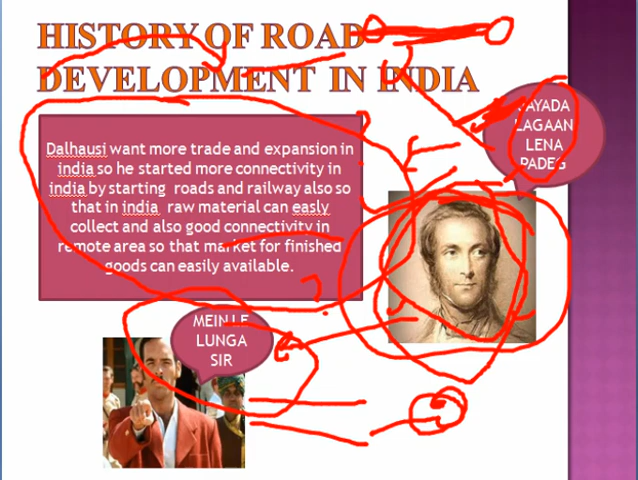 HISTORY OF ROAD
DEVELOPMENT IN INDIA
Dalhausi want more trade and expansion in
india so he started more connectivity in
india by starting roads and railway also so
that in india raw material can easly
collect and also good connectivity in
remote area so that market for finished
goods can easily available.
JAYADA
LAGAAN
LENA
PADEG
MEIN LE
LUNGA
SIR